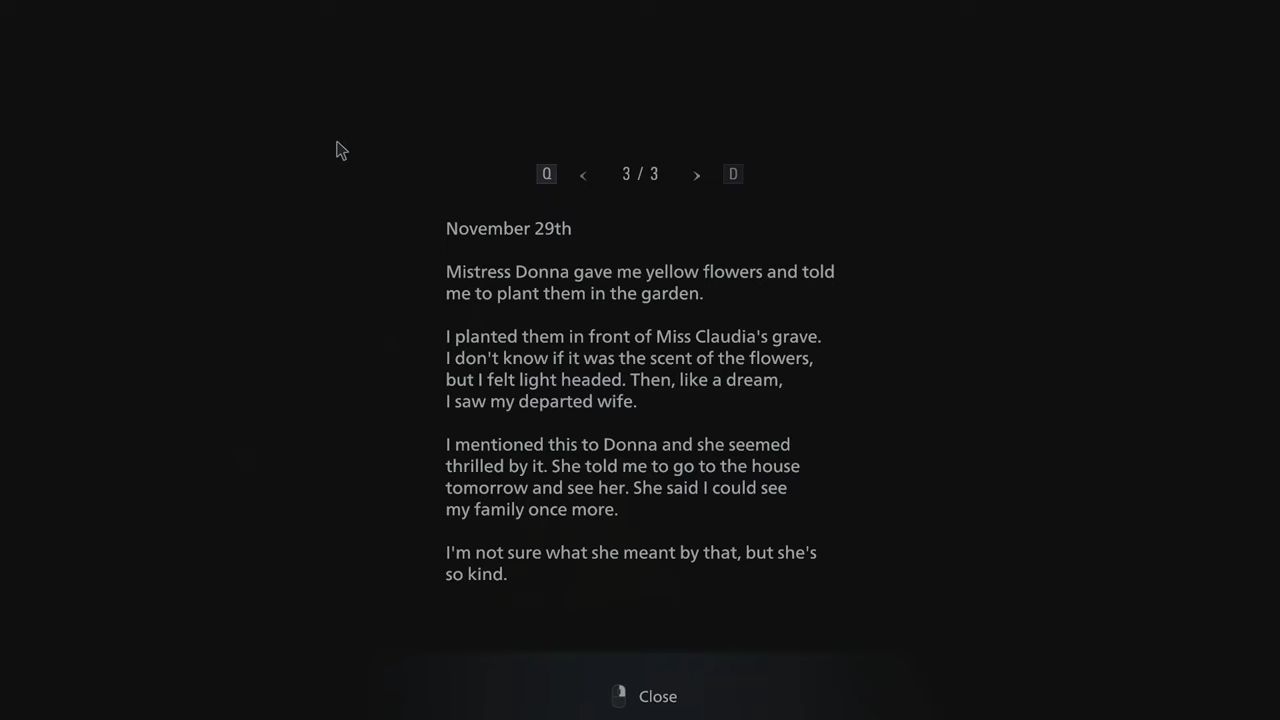 Q < 3 / 3 > D
November 29th
Mistress Donna gave me yellow flowers and told
me to plant them in the garden.
I planted them in front of Miss Claudia's grave.
I don't know if it was the scent of the flowers,
but I felt light headed. Then, like a dream,
I saw my departed wife.
I mentioned this to Donna and she seemed
thrilled by it. She told me to go to the house
tomorrow and see her. She said I could see
my family once more.
I'm not sure what she meant by that, but she's
so kind.
Close